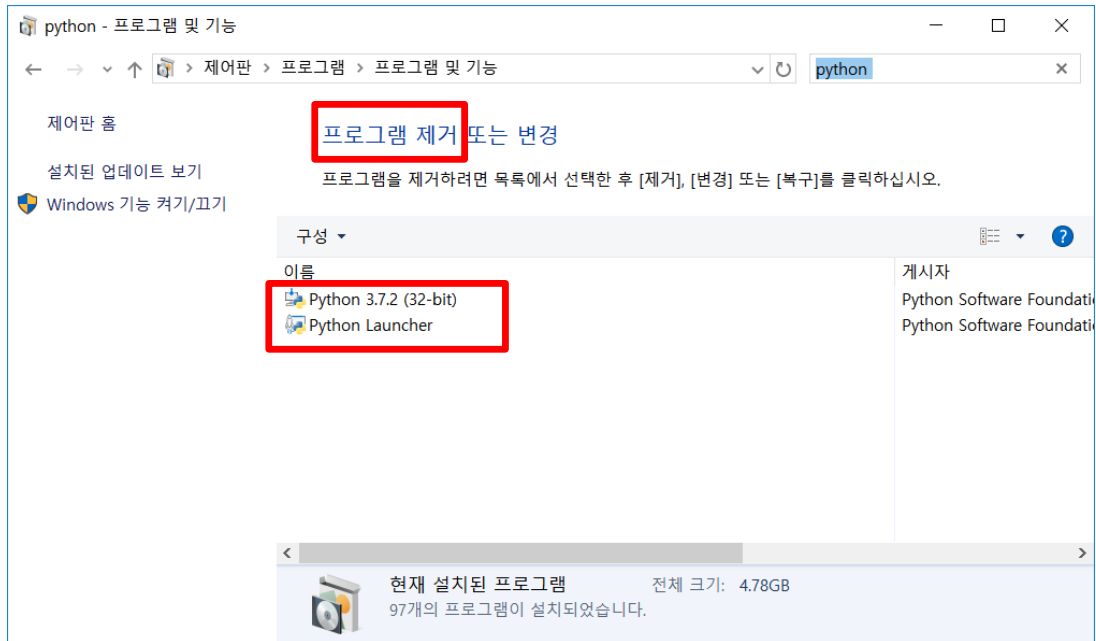 python - 프로그램 및 기능
제어판 > 프로그램 > 프로그램 및 기능
python
제어판 홈
설치된 업데이트 보기
Windows 기능 켜기/끄기
프로그램 제거 또는 변경
프로그램을 제거하려면 목록에서 선택한 후 [제거], [변경] 또는 [복구]를 클릭하십시오.
구성
이름 게시자
Python 3.7.2 (32-bit) Python Software Foundati
Python Launcher Python Software Foundati
현재 설치된 프로그램 전체 크기: 4.78GB
97개의 프로그램이 설치되었습니다.